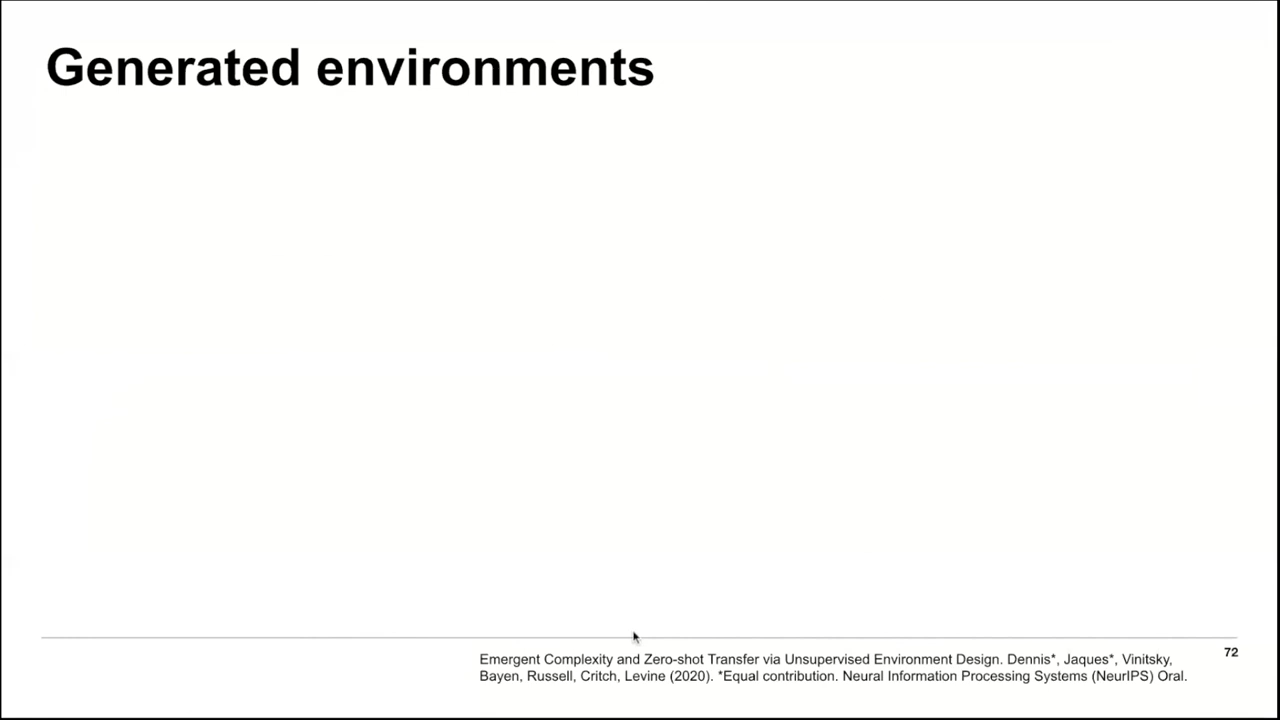 Generated environments
Emergent Complexity and Zero-shot Transfer via Unsupervised Environment Design. Dennis*, Jaques*, Vinitsky,
Bayen, Russell, Critch, Levine (2020). *Equal contribution. Neural Information Processing Systems (NeurIPS) Oral.
72